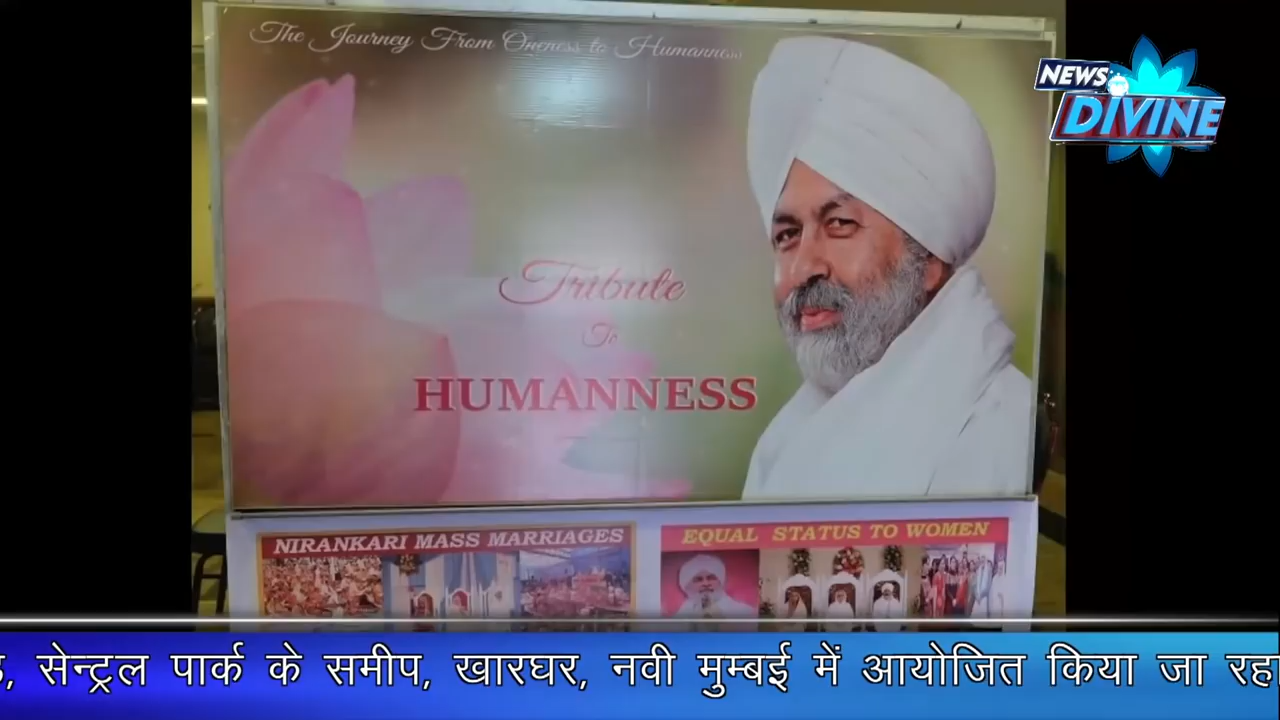 The Journey From Oneness to Humanness
NEWS
DIVINE
Tribute
To
HUMANNESS
NIRANKARI MASS MARRIAGES
EQUAL STATUS TO WOMEN
सेन्ट्रल पार्क के समीप, खारघर, नवी मुम्बई में आयोजित किया जा रहा